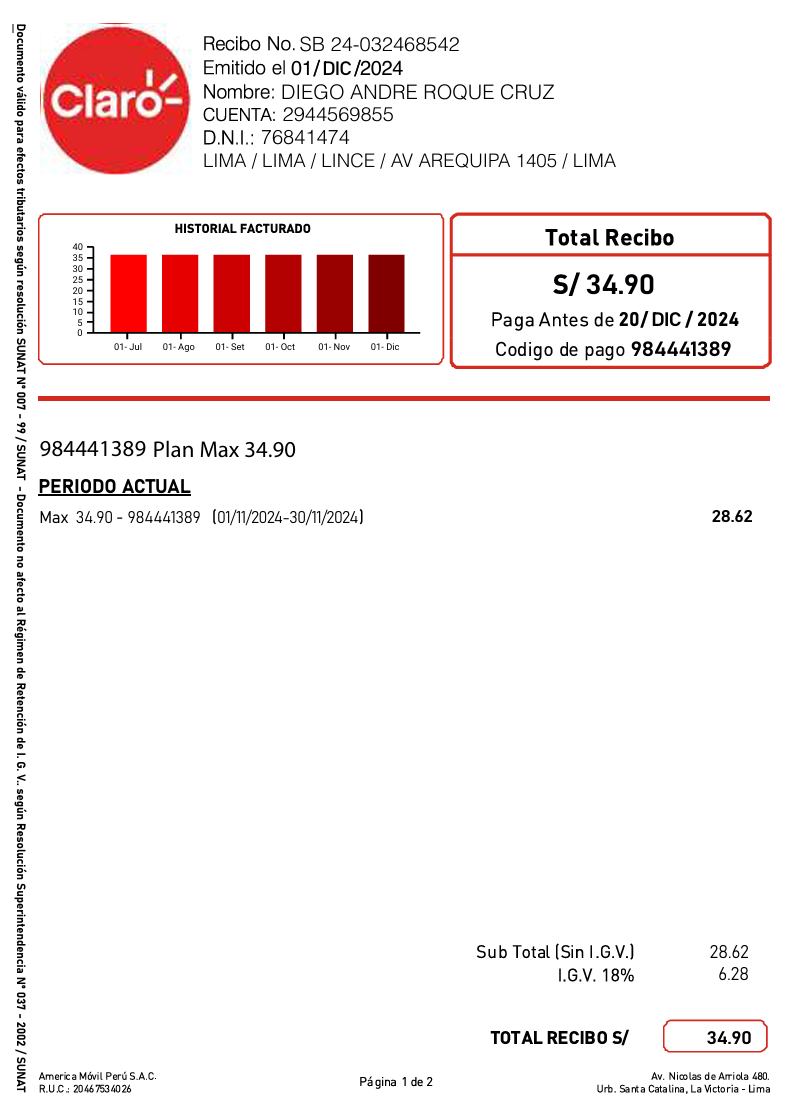 Documento válido para efectos tributarios según resolución SUNAT N° 007 - 99 / SUNAT - Documento no afecto al Régimen de Retención de I. G. V.. según Resolución Superintendencia N° 037 - 2002 / SUNAT
Claro
Recibo No. SB 24-032468542
Emitido el 01/DIC/2024
Nombre: DIEGO ANDRE ROQUE CRUZ
CUENTA: 2944569855
D.N.I.: 76841474
LIMA / LIMA / LINCE / AV AREQUIPA 1405 / LIMA
HISTORIAL FACTURADO
40
35
30
25
20
15
10
5
0
01- Jul 01- Ago 01- Set 01- Oct 01- Nov 01- Dic
Total Recibo
S/ 34.90
Paga Antes de 20/ DIC / 2024
Codigo de pago 984441389
984441389 Plan Max 34.90
PERIODO ACTUAL
Max 34.90 - 984441389 (01/11/2024-30/11/2024) 28.62
Sub Total (Sin I.G.V.) 28.62
I.G.V. 18% 6.28
TOTAL RECIBO S/ 34.90
America Móvil Perú S.A.C.
R.U.C.: 20467534026
Página 1 de 2
Av. Nicolas de Arriola 480.
Urb. Santa Catalina, La Victoria - Lima